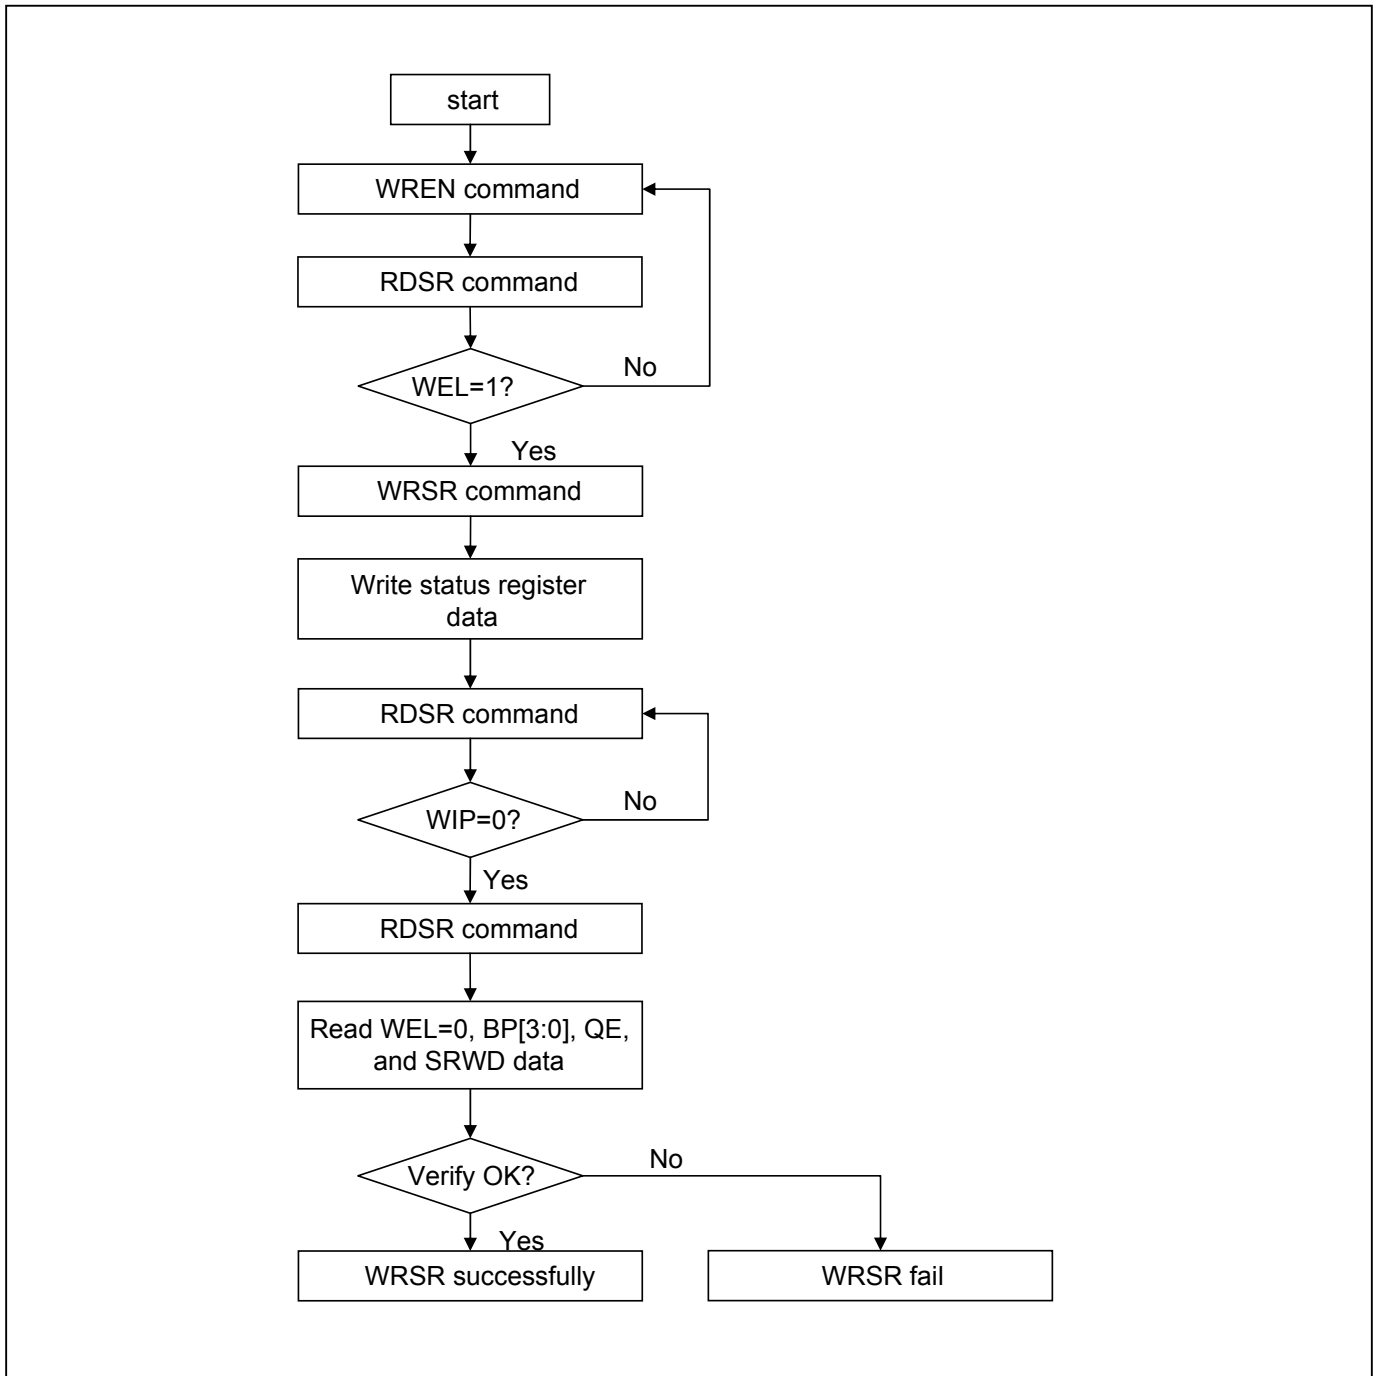 start
WREN command
RDSR command
WEL=1?
No
Yes
WRSR command
Write status register
data
RDSR command
WIP=0?
No
Yes
RDSR command
Read WEL=0, BP[3:0], QE,
and SRWD data
Verify OK?
No
Yes
WRSR successfully
WRSR fail